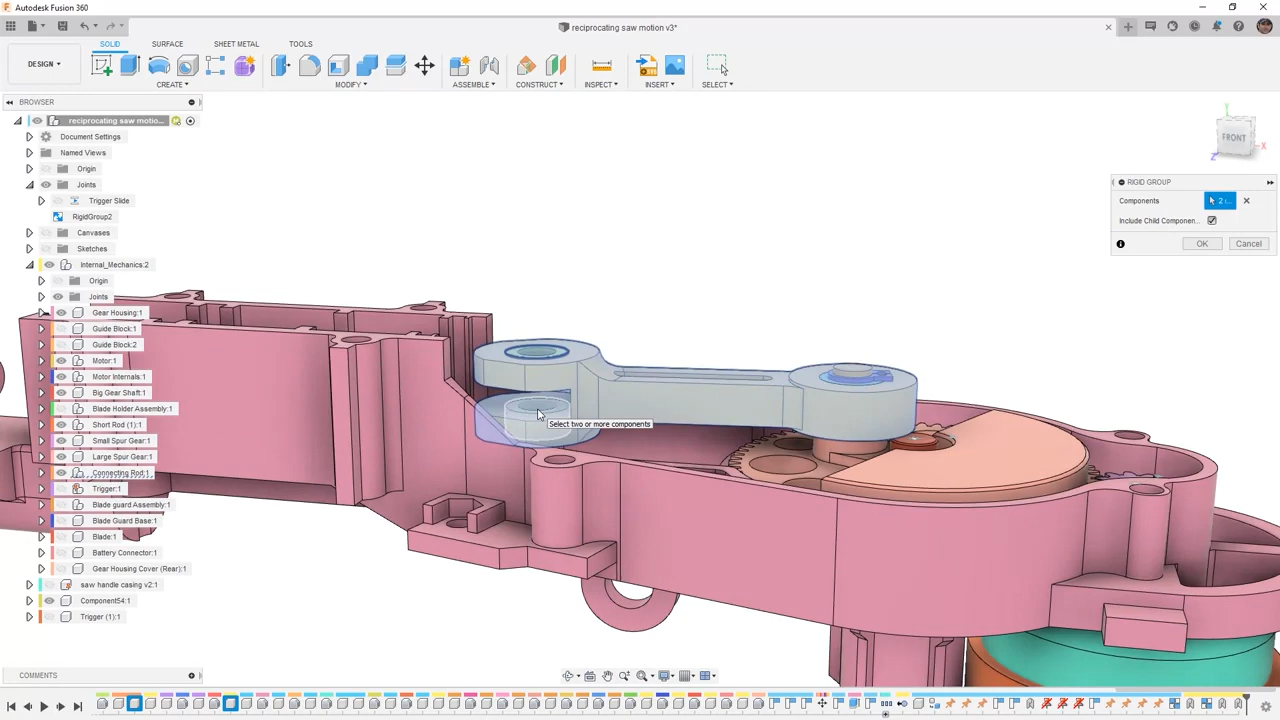 Autodesk Fusion 360
reciprocating saw motion v3*
SOLID
SURFACE
SHEET METAL
TOOLS
DESIGN
CREATE
MODIFY
ASSEMBLE
CONSTRUCT
INSPECT
INSERT
SELECT
BROWSER
reciprocating saw motio...
Document Settings
Named Views
Origin
Joints
Trigger Slide
RigidGroup2
Canvases
Sketches
Internal_Mechanics:2
Origin
Joints
Gear Housing:1
Guide Block:1
Guide Block:2
Motor:1
Motor Internals:1
Big Gear Shaft:1
Blade Holder Assembly:1
Short Rod (1):1
Small Spur Gear:1
Large Spur Gear:1
Connecting Rod:1
Trigger:1
Blade guard Assembly:1
Blade Guard Base:1
Blade:1
Battery Connector:1
Gear Housing Cover (Rear):1
saw handle casing v2:1
Component54:1
Trigger (1):1
COMMENTS
FRONT
Y
X
Z
RIGID GROUP
Components
2 :...
Include Child Componen...
OK
Cancel
Select two or more components